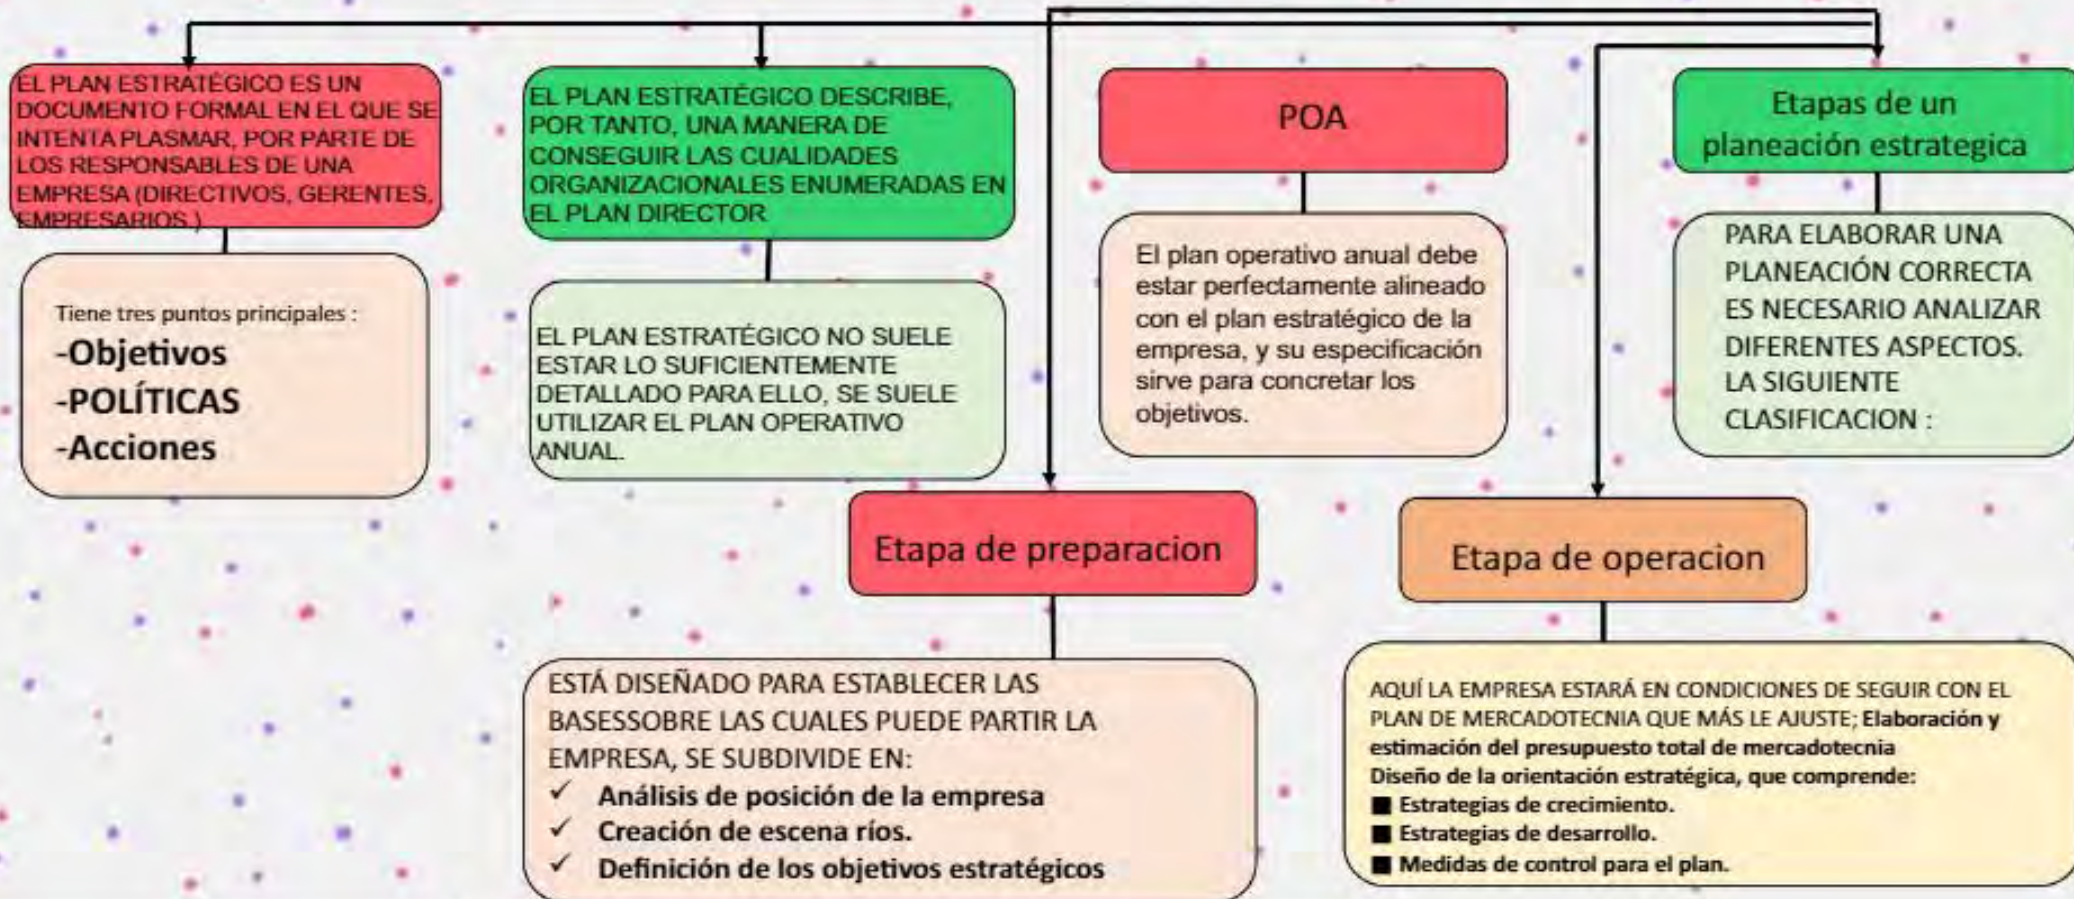 EL PLAN ESTRATÉGICO ES UN
DOCUMENTO FORMAL EN EL QUE SE
INTENTA PLASMAR, POR PARTE DE
LOS RESPONSABLES DE UNA
EMPRESA (DIRECTIVOS, GERENTES,
EMPRESARIOS.)
Tiene tres puntos principales :
-Objetivos
-POLÍTICAS
-Acciones
EL PLAN ESTRATÉGICO DESCRIBE,
POR TANTO, UNA MANERA DE
CONSEGUIR LAS CUALIDADES
ORGANIZACIONALES ENUMERADAS EN
EL PLAN DIRECTOR
EL PLAN ESTRATÉGICO NO SUELE
ESTAR LO SUFICIENTEMENTE
DETALLADO PARA ELLO, SE SUELE
UTILIZAR EL PLAN OPERATIVO
ANUAL.
POA
El plan operativo anual debe
estar perfectamente alineado
con el plan estratégico de la
empresa, y su especificación
sirve para concretar los
objetivos.
Etapas de un
planeación estrategica
PARA ELABORAR UNA
PLANEACIÓN CORRECTA
ES NECESARIO ANALIZAR
DIFERENTES ASPECTOS.
LA SIGUIENTE
CLASIFICACION :
Etapa de preparacion
ESTÁ DISEÑADO PARA ESTABLECER LAS
BASESSOBRE LAS CUALES PUEDE PARTIR LA
EMPRESA, SE SUBDIVIDE EN:
✓ Análisis de posición de la empresa
✓ Creación de escena ríos.
✓ Definición de los objetivos estratégicos
Etapa de operacion
AQUÍ LA EMPRESA ESTARÁ EN CONDICIONES DE SEGUIR CON EL
PLAN DE MERCADOTECNIA QUE MÁS LE AJUSTE; Elaboración y
estimación del presupuesto total de mercadotecnia
Diseño de la orientación estratégica, que comprende:
■ Estrategias de crecimiento.
■ Estrategias de desarrollo.
■ Medidas de control para el plan.